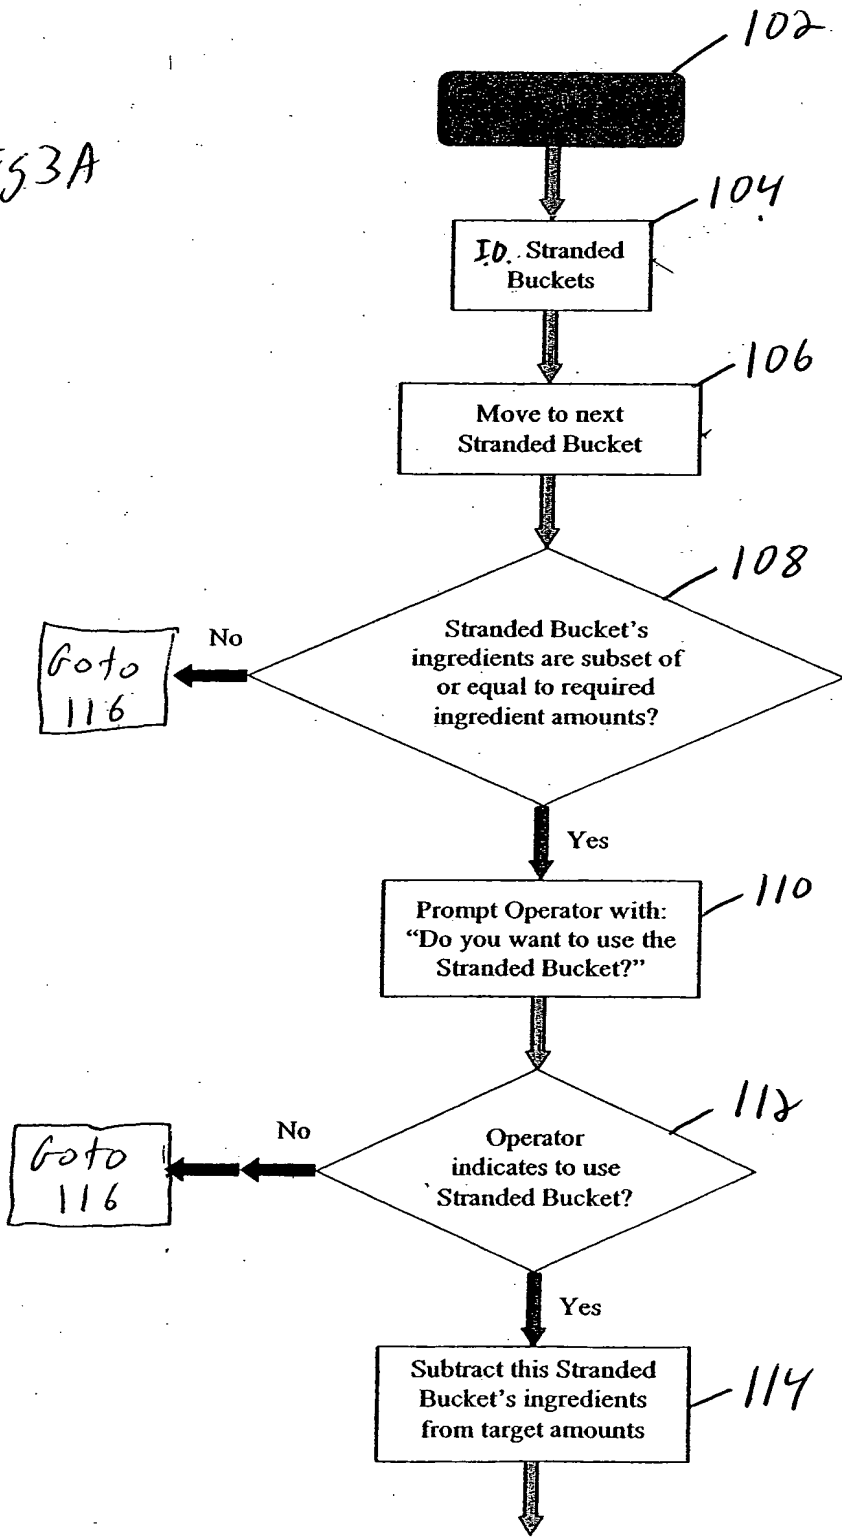 102
g3A
104
I.D. Stranded
Buckets
106
Move to next
Stranded Bucket
108
Stranded Bucket's
ingredients are subset of
or equal to required
ingredient amounts?
No
Goto
116
Yes
110
Prompt Operator with:
“Do you want to use the
Stranded Bucket?”
112
Operator
indicates to use
Stranded Bucket?
No
Goto
116
Yes
114
Subtract this Stranded
Bucket's ingredients
from target amounts